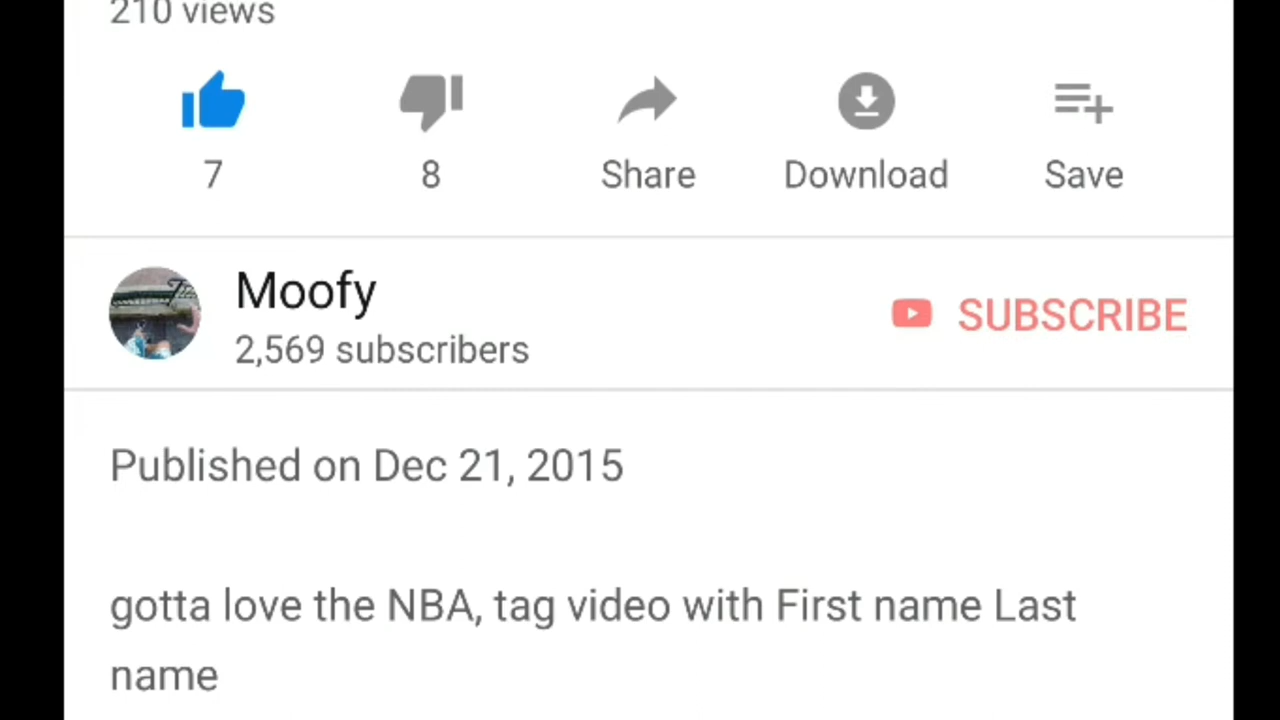 210 views
7
8
Share
Download
Save
Moofy
2,569 subscribers
SUBSCRIBE
Published on Dec 21, 2015
gotta love the NBA, tag video with First name Last
name